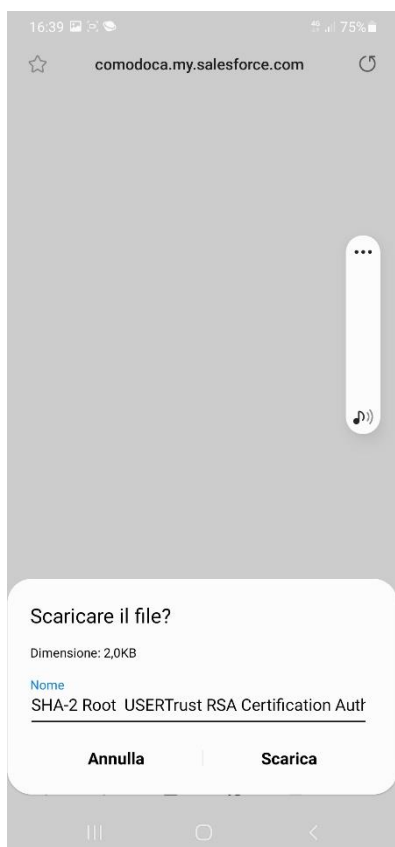 16:39 75%
comodoca.my.salesforce.com
Scaricare il file?
Dimensione: 2,0KB
Nome
SHA-2 Root USERTrust RSA Certification Auth
Annulla Scarica